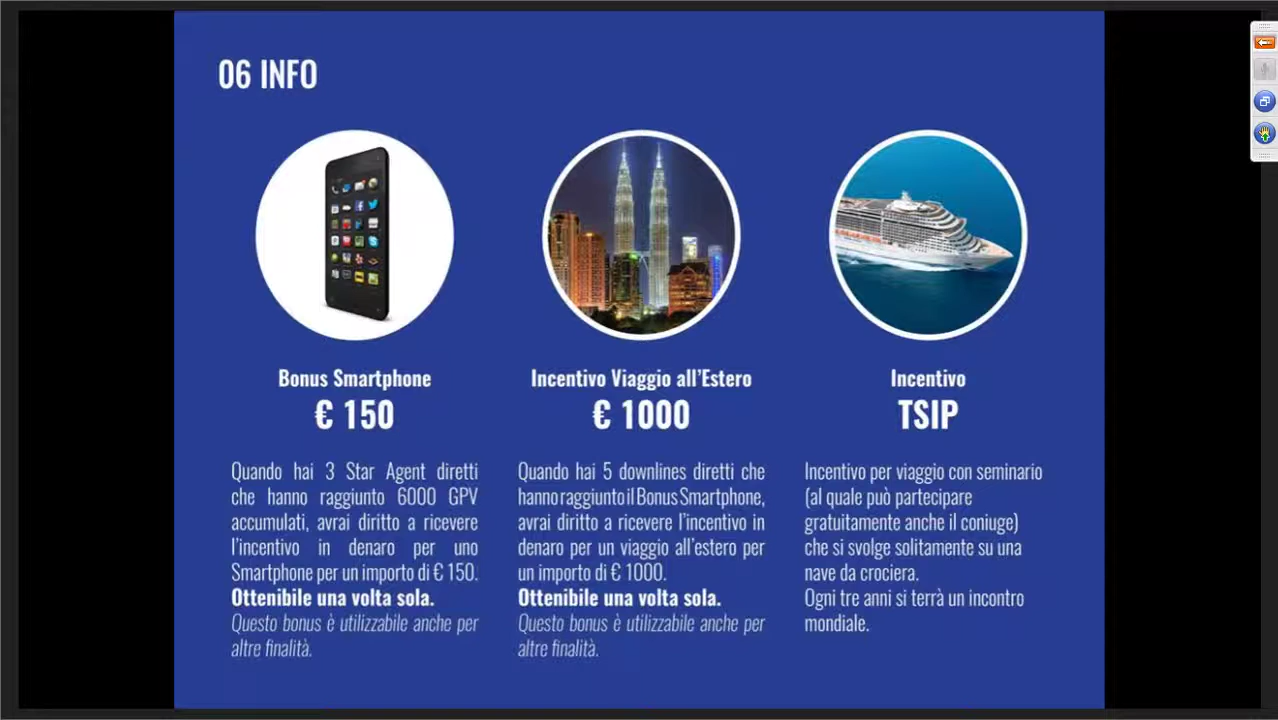 06 INFO
Bonus Smartphone
€ 150
Quando hai 3 Star Agent diretti
che hanno raggiunto 6000 GPV
accumulati, avrai diritto a ricevere
l'incentivo in denaro per uno
Smartphone per un importo di € 150.
Ottenibile una volta sola.
Questo bonus è utilizzabile anche per
altre finalità.
Incentivo Viaggio all'Estero
€ 1000
Quando hai 5 downlines diretti che
hanno raggiunto il Bonus Smartphone,
avrai diritto a ricevere l'incentivo in
denaro per un viaggio all'estero per
un importo di € 1000.
Ottenibile una volta sola.
Questo bonus è utilizzabile anche per
altre finalità.
Incentivo
TSIP
Incentivo per viaggio con seminario
(al quale può partecipare
gratuitamente anche il coniuge)
che si svolge solitamente su una
nave da crociera.
Ogni tre anni si terrà un incontro
mondiale.